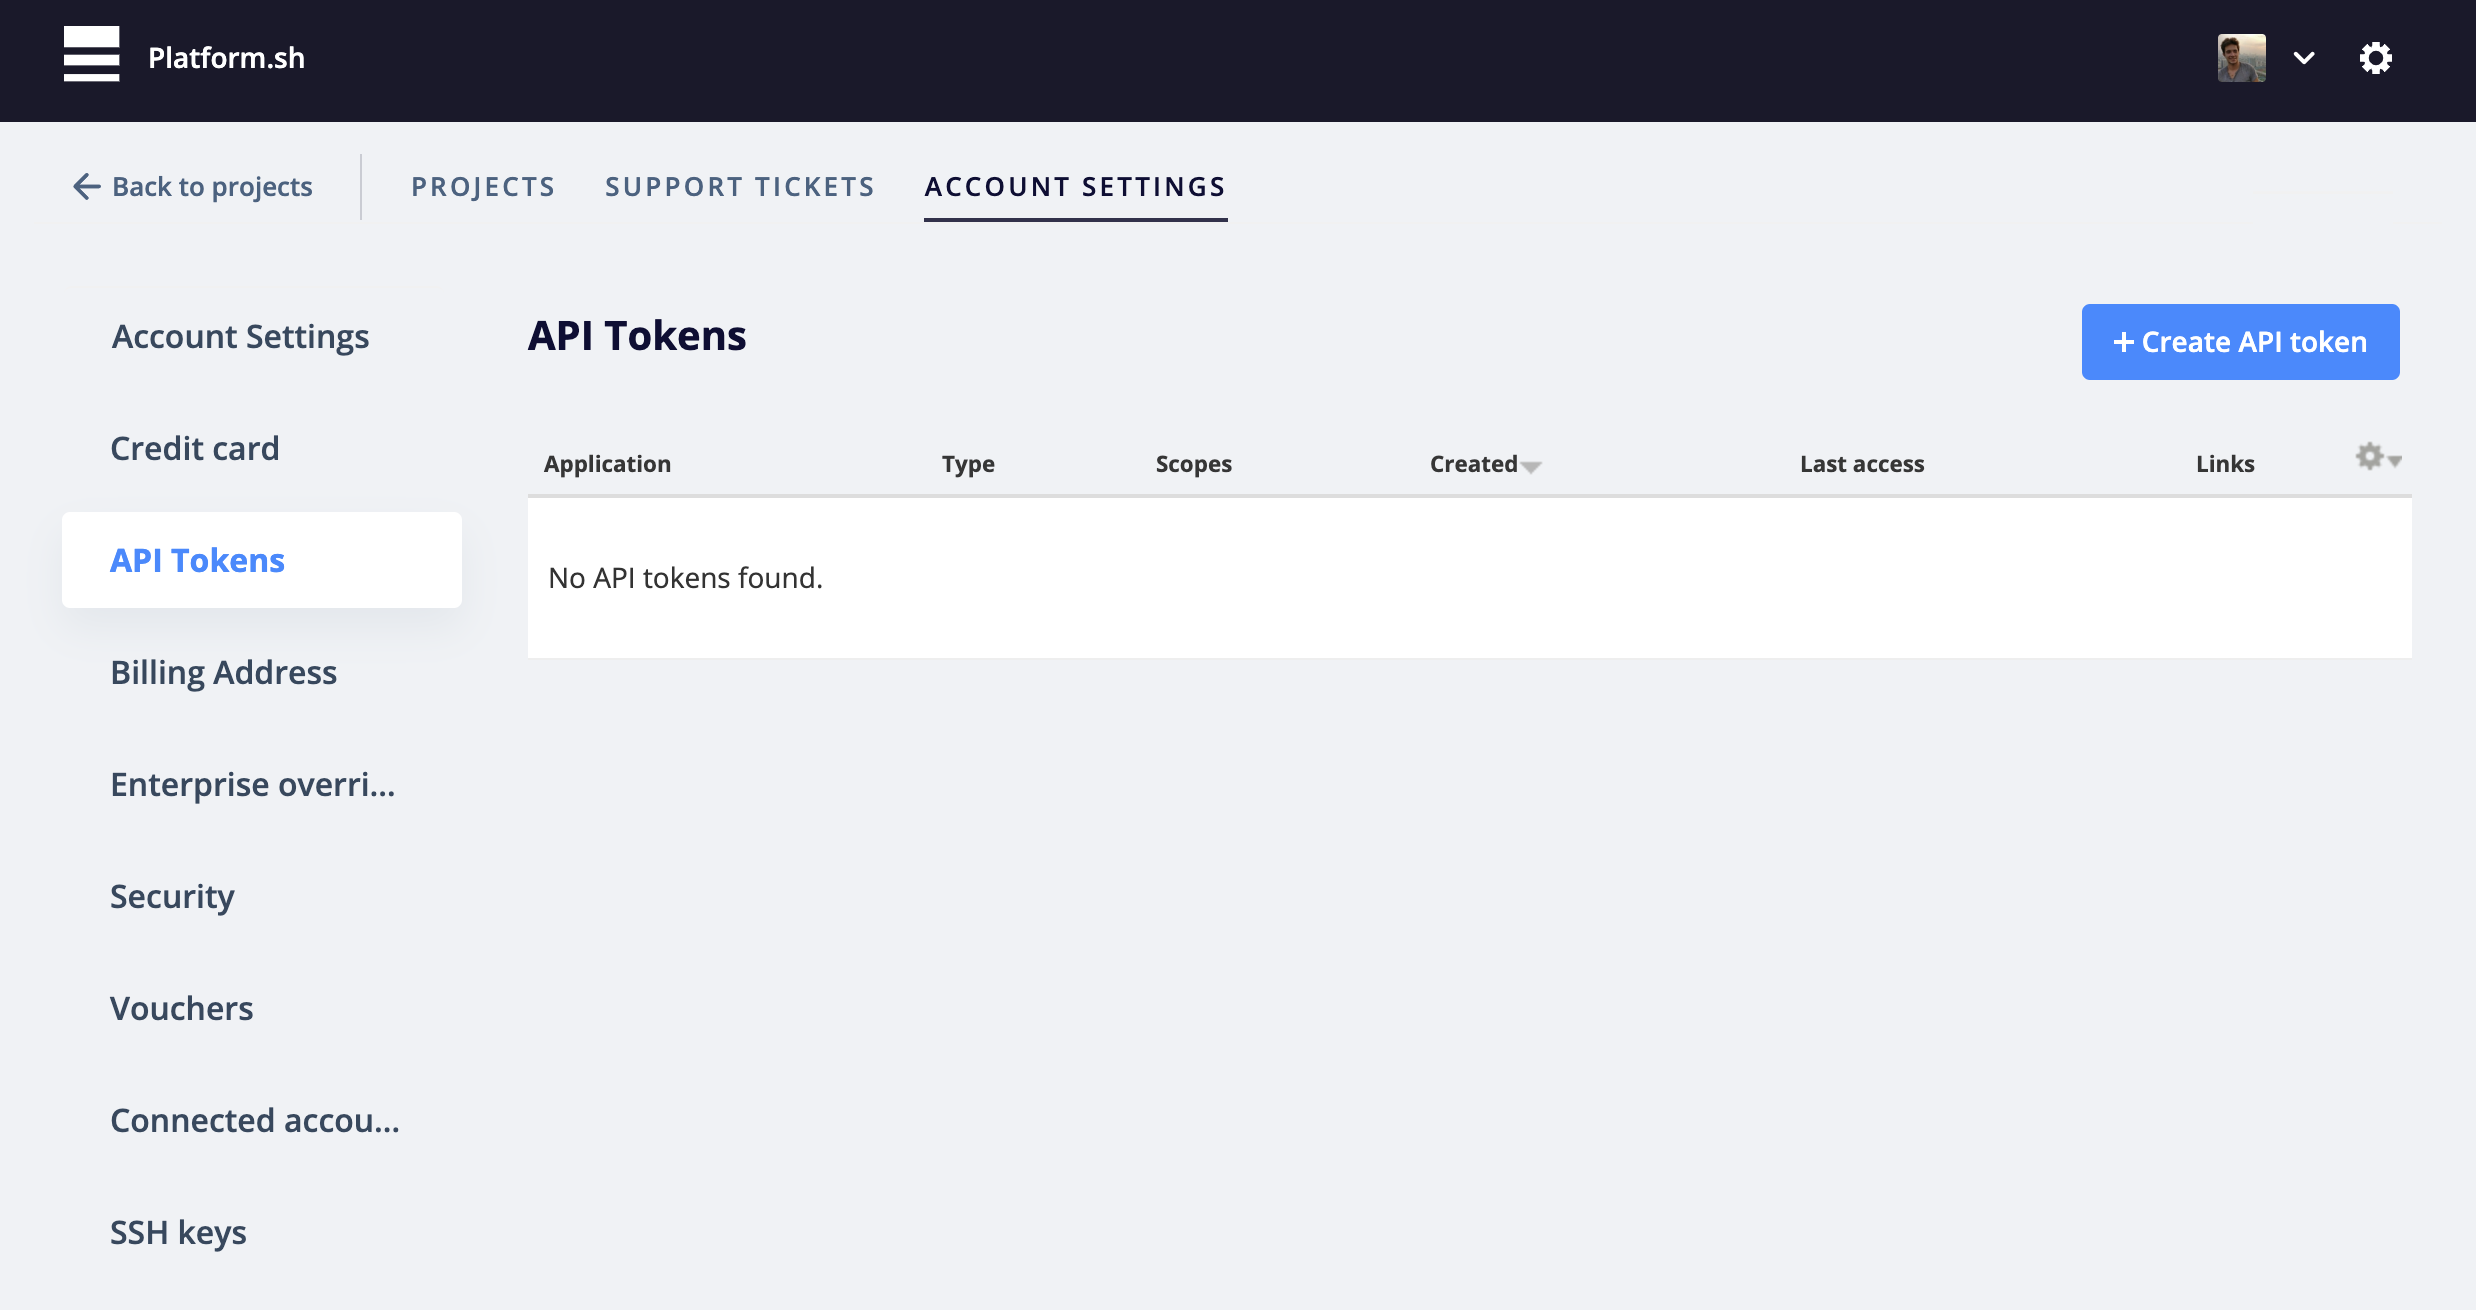 Platform.sh
Back to projects
PROJECTS SUPPORT TICKETS ACCOUNT SETTINGS
Account Settings
Credit card
API Tokens
Billing Address
Enterprise overri...
Security
Vouchers
Connected accou...
SSH keys
API Tokens
+ Create API token
Application Type Scopes Created Last access Links
No API tokens found.